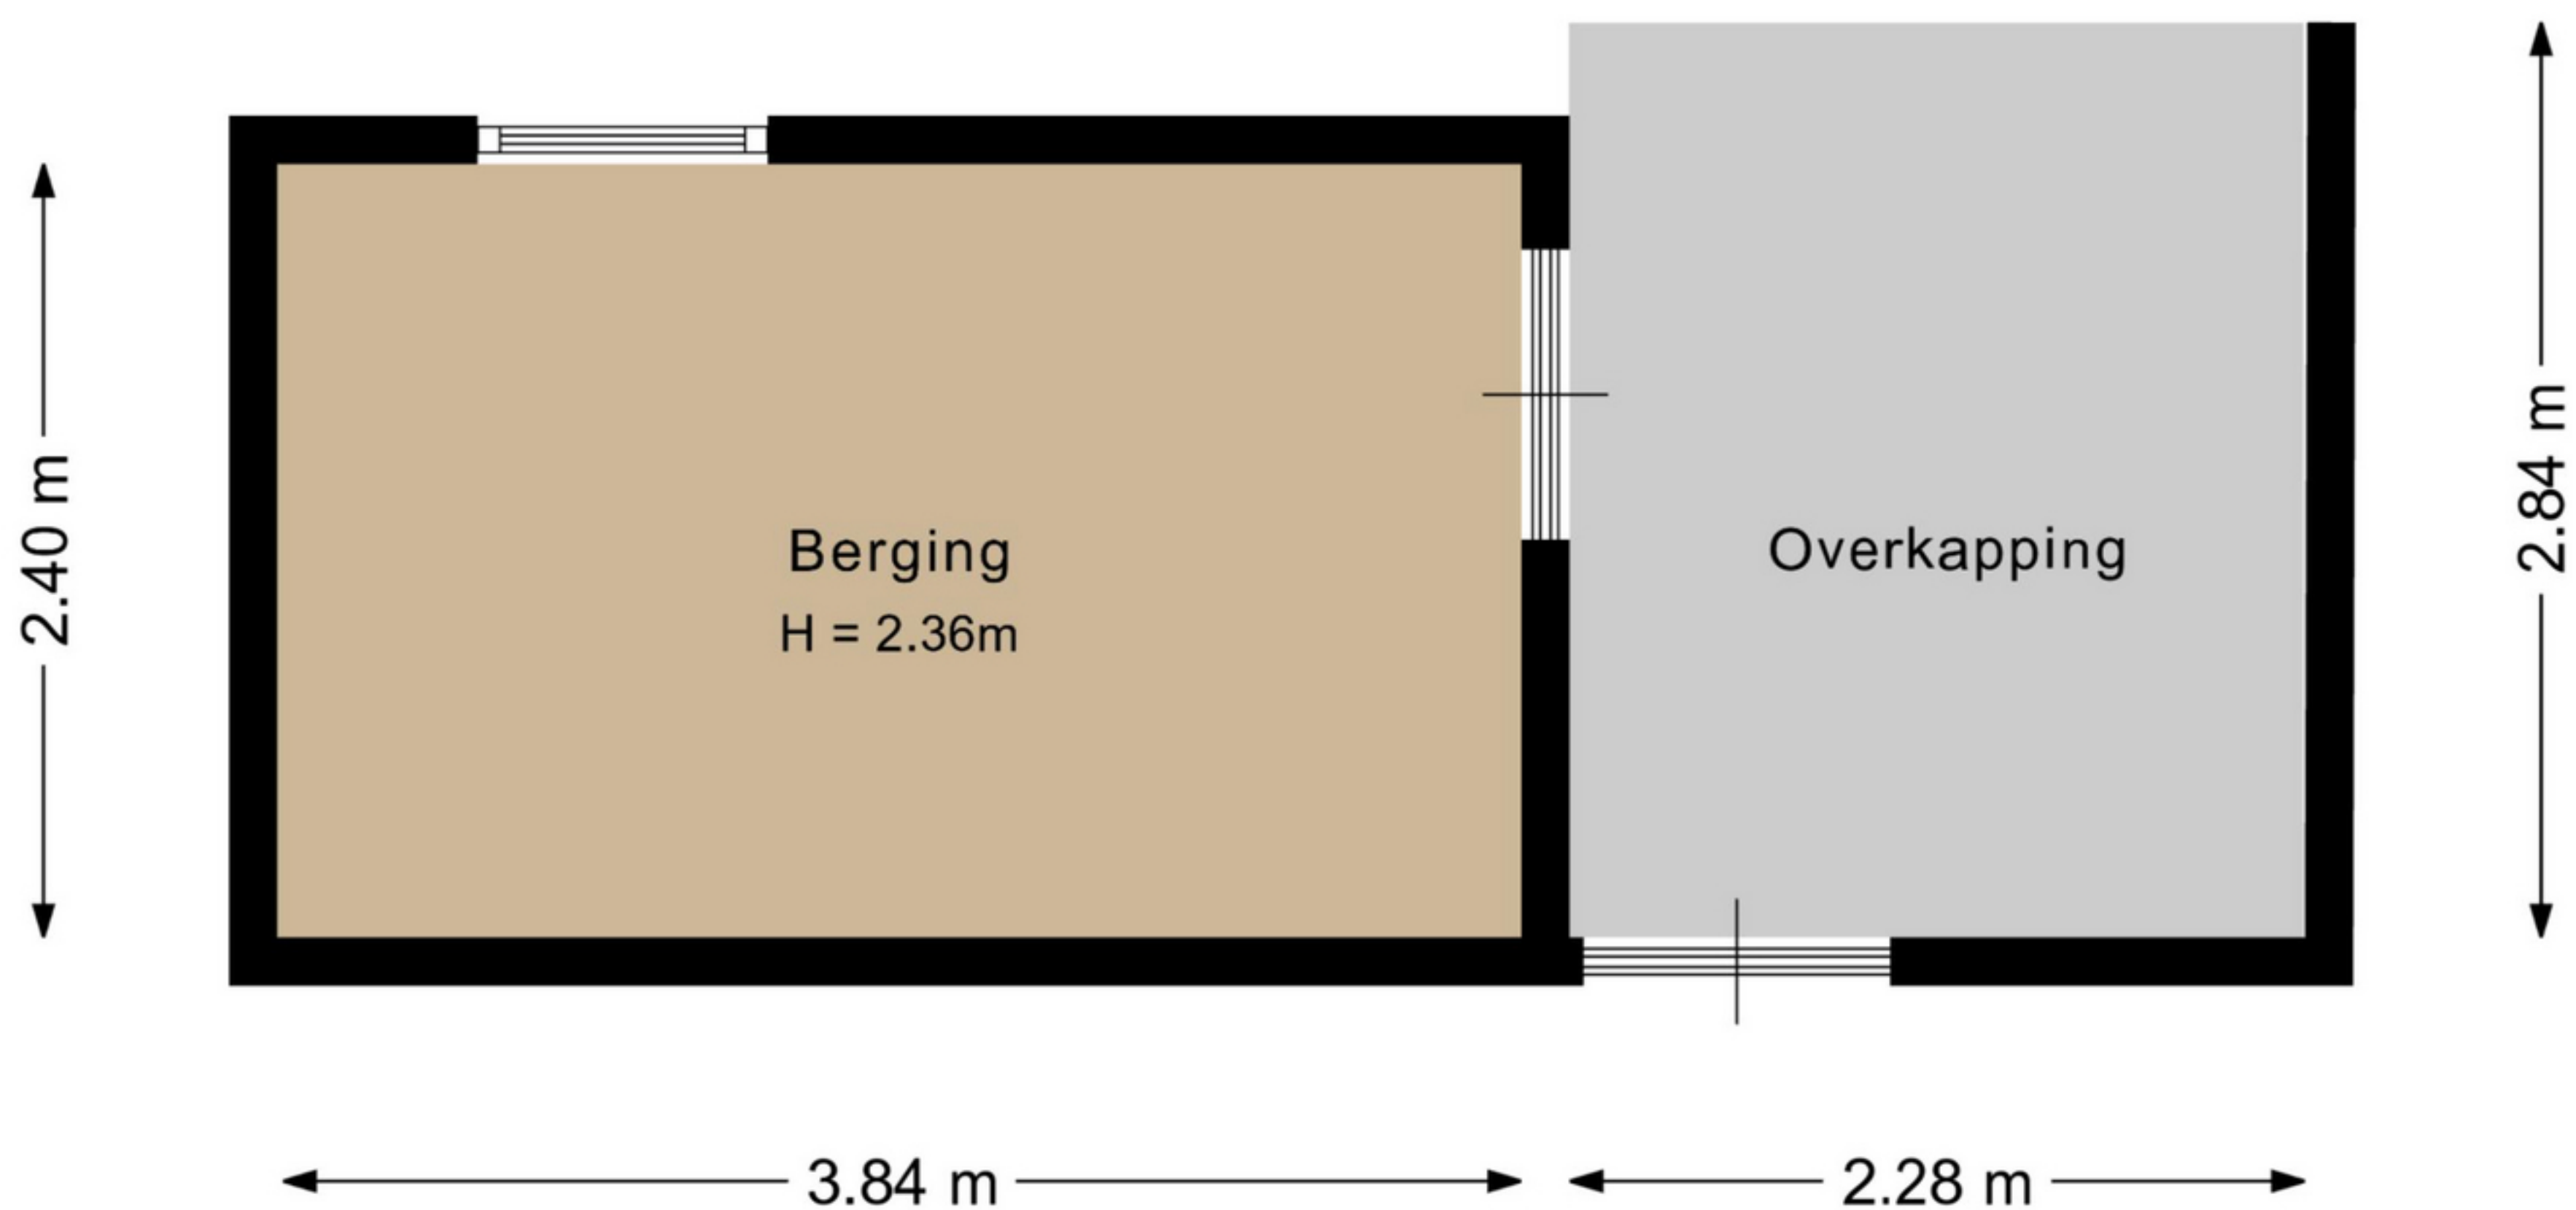 Berging
H = 2.36m
Overkapping
2.40 m
2.84 m
3.84 m
2.28 m